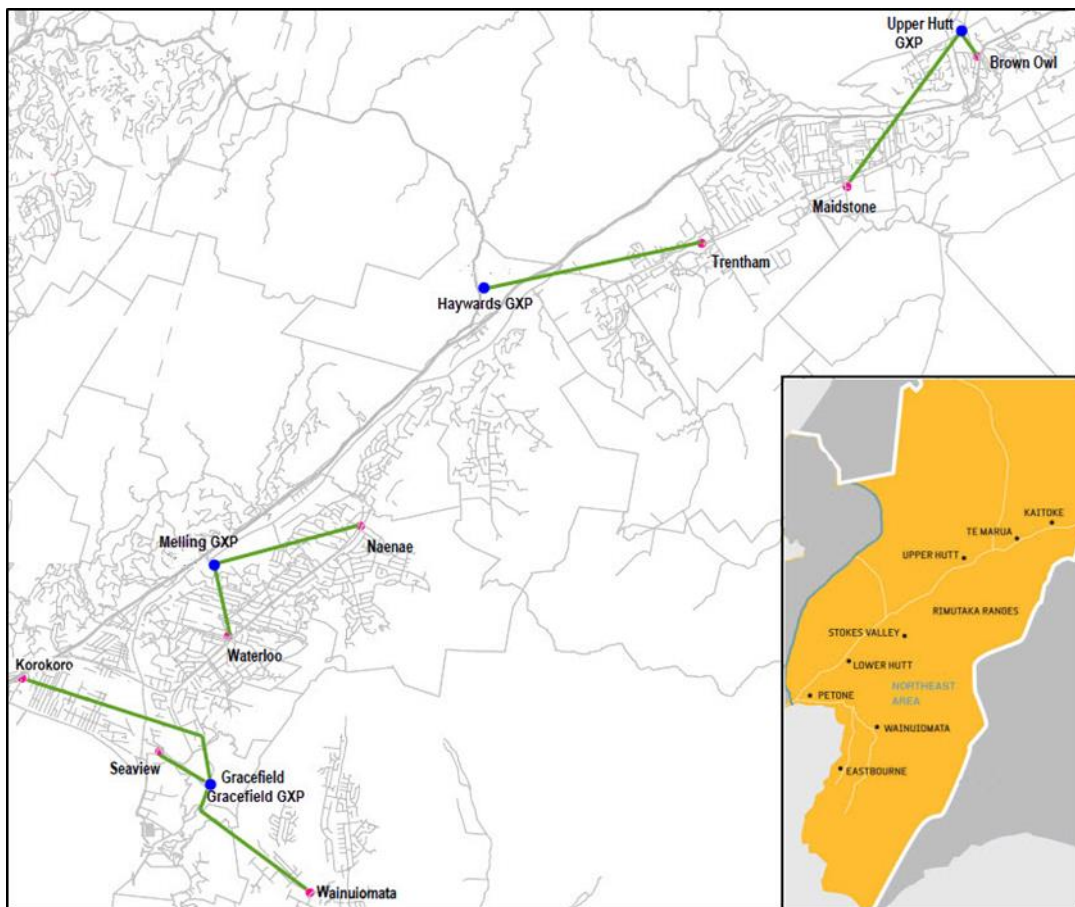 Upper Hutt
GXP
Brown Owl
Maidstone
Trentham
Haywards GXP
Melling GXP
Naenae
Waterloo
Korokoro
Seaview
Gracefield
Gracefield GXP
Wainuiomata
KAITOKE
TE MARUA
UPPER HUTT
RIMUTAKA RANGES
STOKES VALLEY
LOWER HUTT
NORTHEAST
AREA
PETONE
WAINUIOMATA
EASTBOURNE